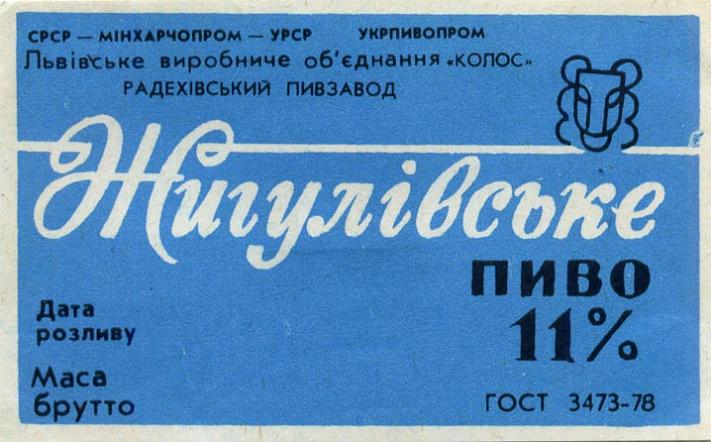 СРСР — МІНХАРЧОПРОМ — УРСР УКРПИВОПРОМ
Львівське виробниче об'єднання «КОЛОС»
РАДЕХІВСЬКИЙ ПИВЗАВОД
Жигулівське
ПИВО
11%
Дата
розливу
Маса
брутто
ГОСТ 3473-78